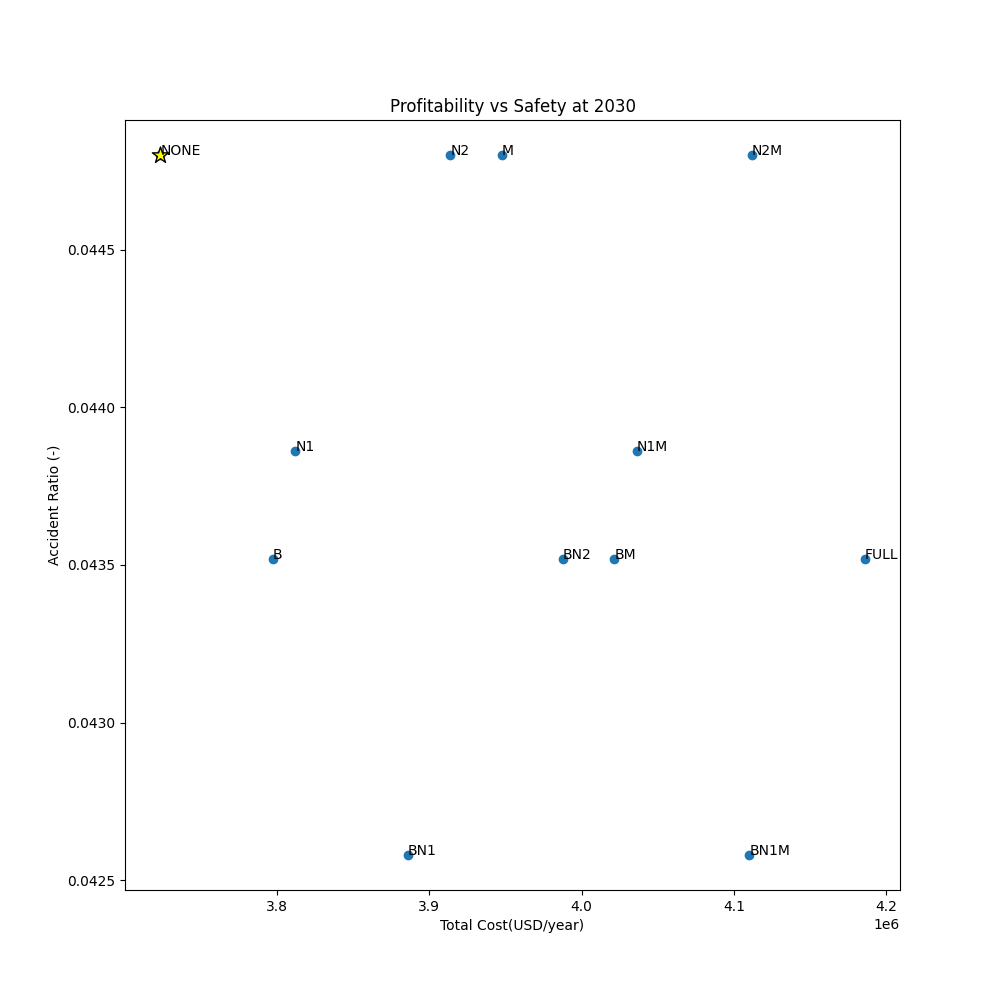 Profitability vs Safety at 2030
NONE
N2
M
N2M
0.0445
0.0440
N1
N1M
Accident Ratio (-)
0.0435
B
BN2
BM
FULL
0.0430
BN1
BN1M
0.0425
3.8
3.9
4.0
4.1
4.2
Total Cost(USD/year)
1e6